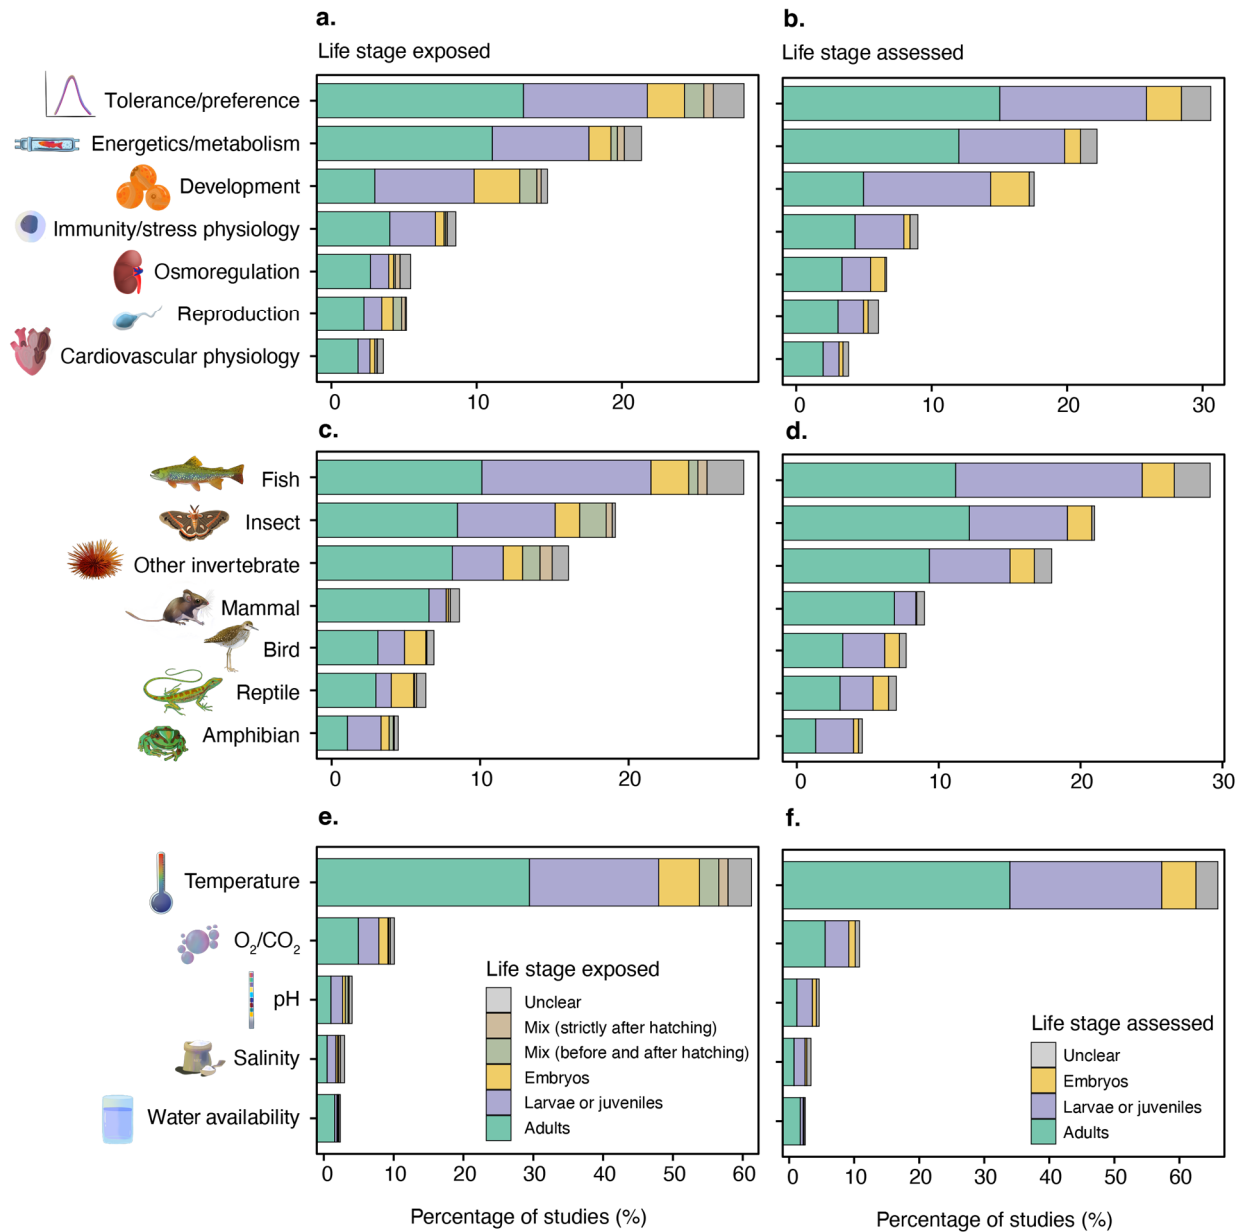 a.
b.
Life stage exposed
Life stage assessed
Tolerance/preference
Energetics/metabolism
Development
Immunity/stress physiology
Osmoregulation
Reproduction
Cardiovascular physiology
0 10 20
0 10 20 30
c.
d.
Fish
Insect
Other invertebrate
Mammal
Bird
Reptile
Amphibian
0 10 20
0 10 20 30
e.
f.
Temperature
O2/CO2
pH
Salinity
Water availability
Life stage exposed
Unclear
Mix (strictly after hatching)
Mix (before and after hatching)
Embryos
Larvae or juveniles
Adults
Life stage assessed
Unclear
Embryos
Larvae or juveniles
Adults
0 10 20 30 40 50 60
0 10 20 30 40 50 60
Percentage of studies (%)
Percentage of studies (%)